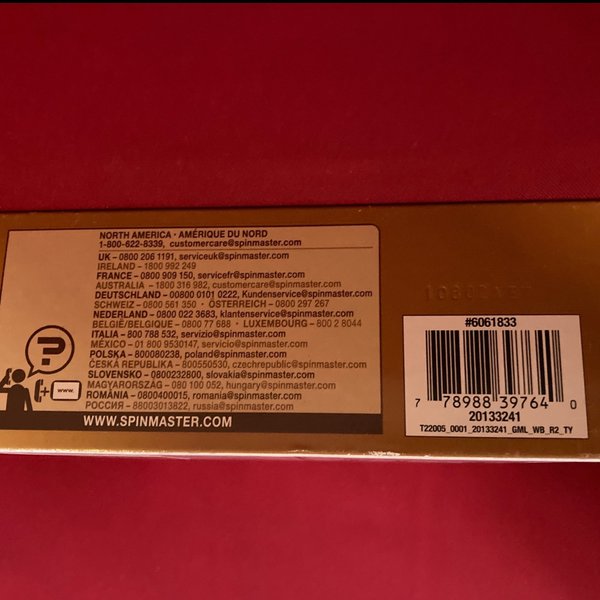 NORTH AMERICA · AMÉRIQUE DU NORD
1-800-622-8339, customercare@spinmaster.com
UK – 0800 206 1191, serviceuk@spinmaster.com
IRELAND – 1800 992 249
FRANCE – 0800 909 150, servicefr@spinmaster.com
AUSTRALIA – 1800 316 982, customercare@spinmaster.com
DEUTSCHLAND – 00800 0101 0222, Kundenservice@spinmaster.com
SCHWEIZ – 0800 561 350 · ÖSTERREICH – 0800 297 267
NEDERLAND – 0800 022 3683, klantenservice@spinmaster.com
BELGIË/BELGIQUE – 0800 77 688 · LUXEMBOURG – 800 2 8044
ITALIA – 800 788 532, servizio@spinmaster.com
MÉXICO – 01 800 9530147, servicio@spinmaster.com
POLSKA – 800080238, poland@spinmaster.com
ČESKÁ REPUBLIKA – 800550530, czechrepublic@spinmaster.com
SLOVENSKO – 0800232800, slovakia@spinmaster.com
MAGYARORSZÁG – 080 100 052, hungary@spinmaster.com
ROMÂNIA – 0800400015, romania@spinmaster.com
РОССИЯ – 88003013822, russia@spinmaster.com
?
www.
WWW.SPINMASTER.COM
#6061833
7 78988 39764 0
20133241
T22005_0001_20133241_GML_WB_R2_TY